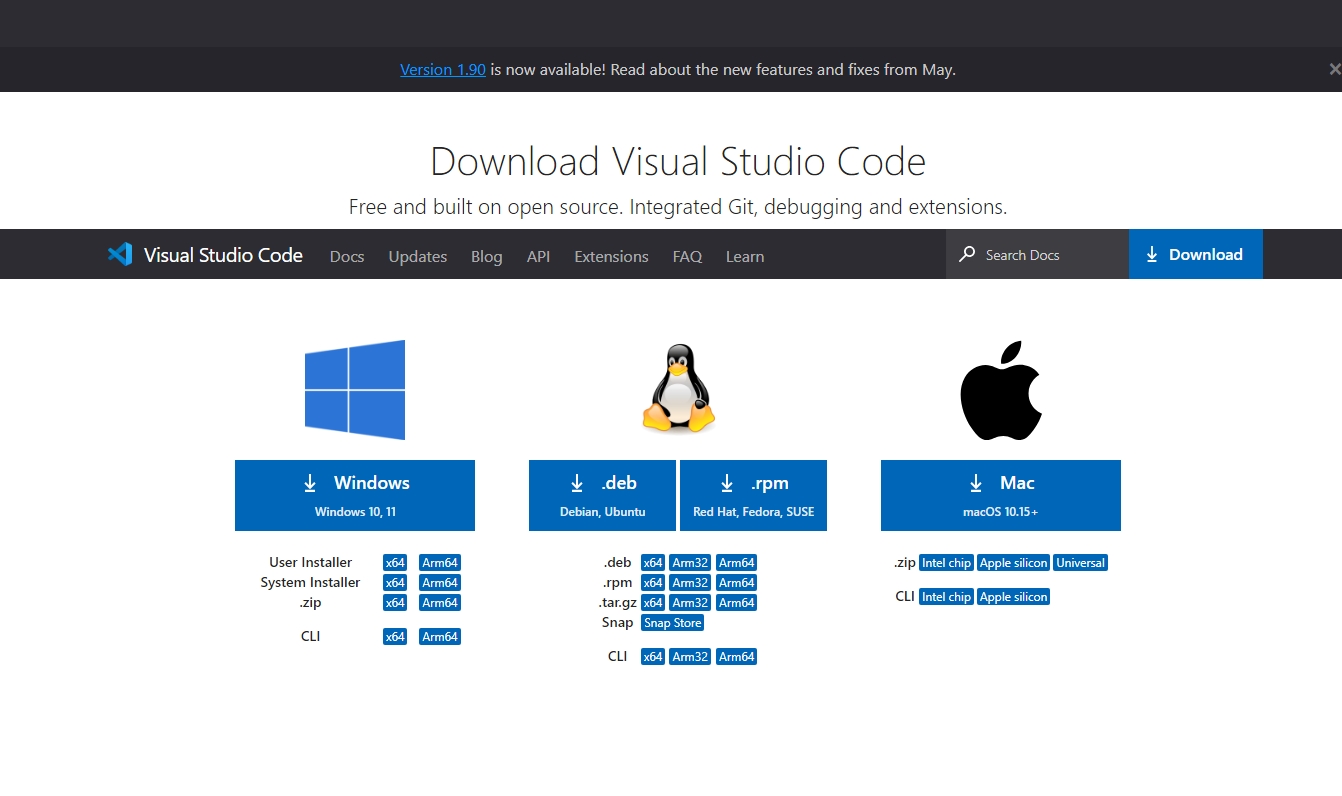 Version 1.90 is now available! Read about the new features and fixes from May.
Download Visual Studio Code
Free and built on open source. Integrated Git, debugging and extensions.
Visual Studio Code Docs Updates Blog API Extensions FAQ Learn Search Docs Download
Windows
Windows 10, 11
.deb
Debian, Ubuntu
.rpm
Red Hat, Fedora, SUSE
Mac
macOS 10.15+
User Installer x64 Arm64
System Installer x64 Arm64
.zip x64 Arm64
CLI x64 Arm64
.deb x64 Arm32 Arm64
.rpm x64 Arm32 Arm64
.tar.gz x64 Arm32 Arm64
Snap Snap Store
CLI x64 Arm32 Arm64
.zip Intel chip Apple silicon Universal
CLI Intel chip Apple silicon